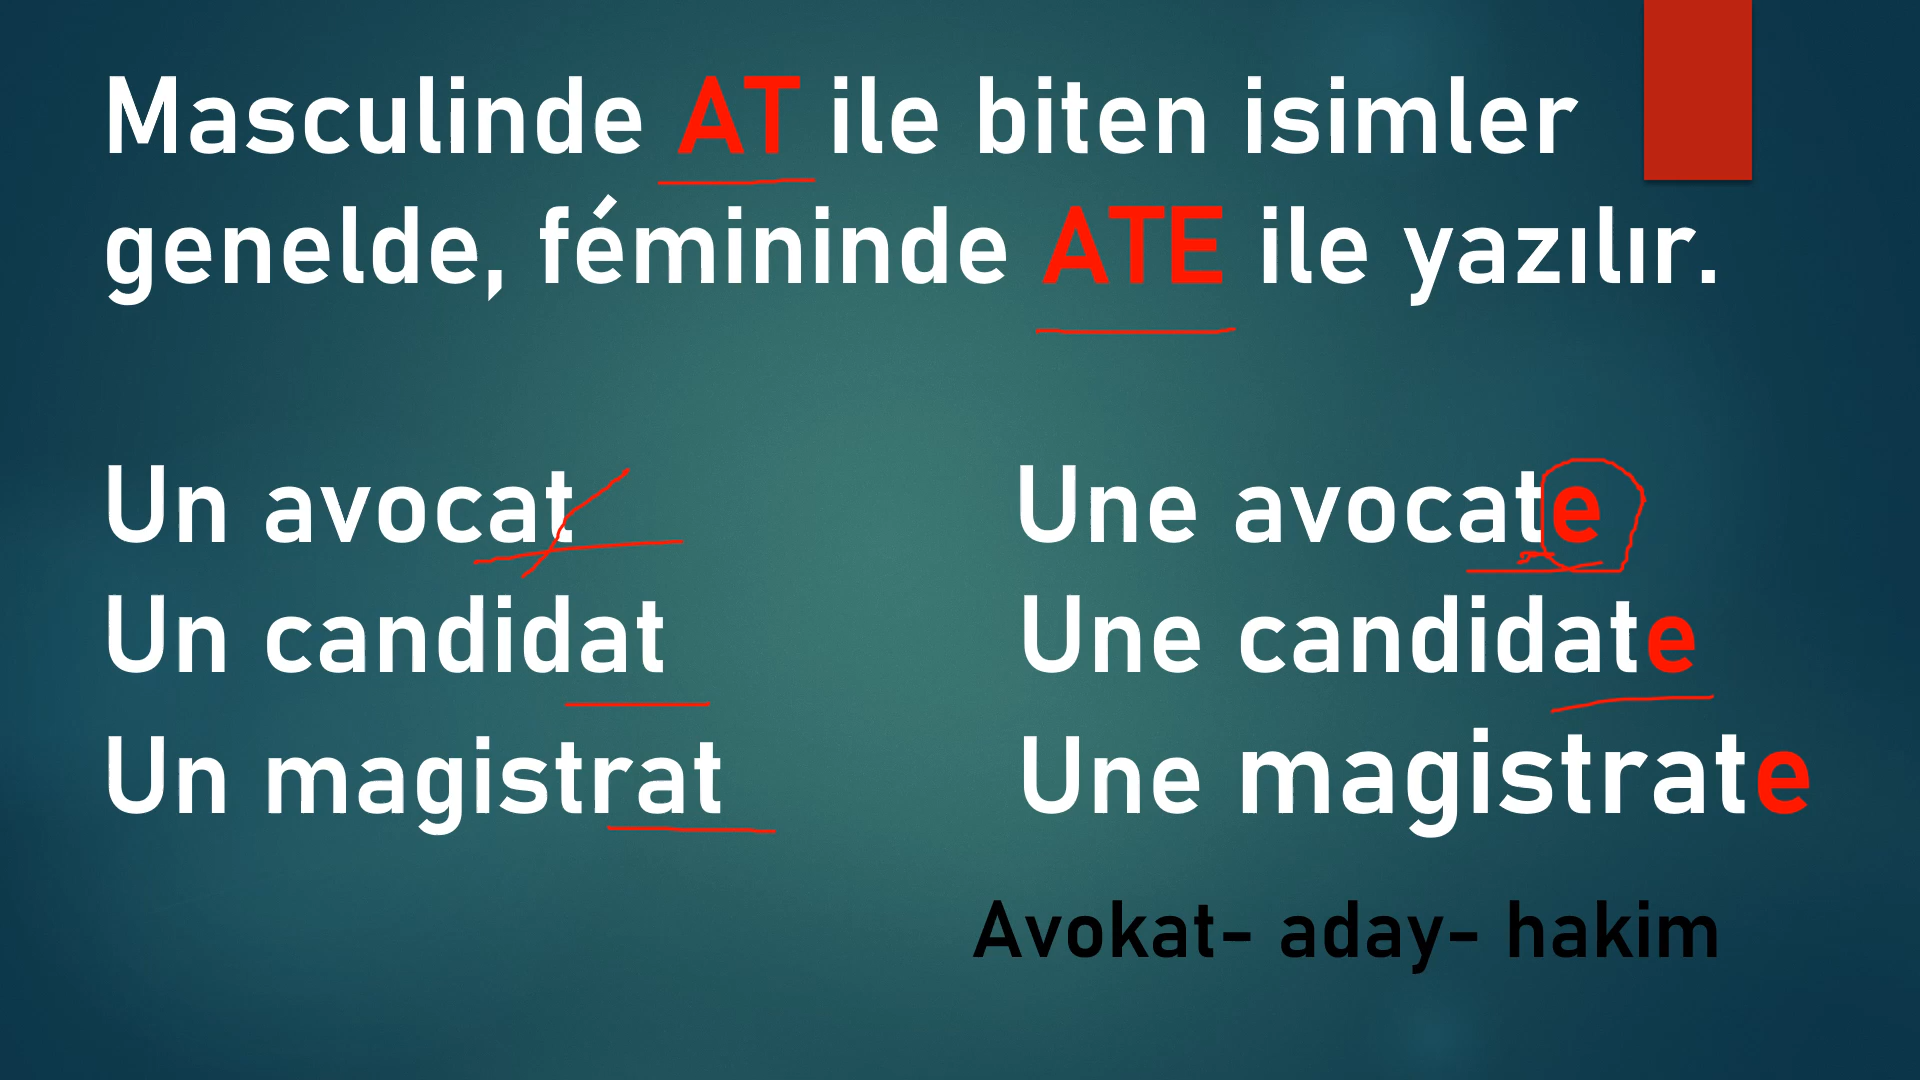 Masculinde AT ile biten isimler
genelde, fémininde ATE ile yazılır.
Un avocat Une avocate
Un candidat Une candidate
Un magistrat Une magistrate
Avokat- aday- hakim